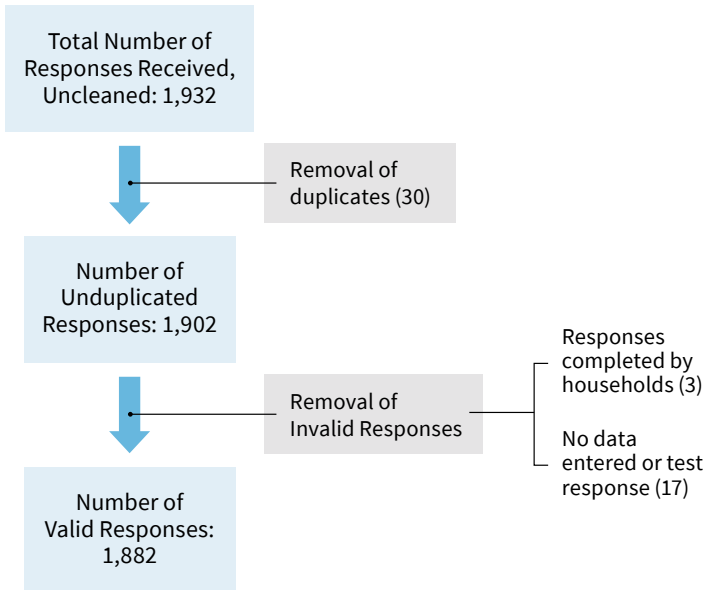 Total Number of
Responses Received,
Uncleaned: 1,932
Removal of
duplicates (30)
Number of
Unduplicated
Responses: 1,902
Removal of
Invalid Responses
Responses
completed by
households (3)
No data
entered or test
response (17)
Number of
Valid Responses:
1,882